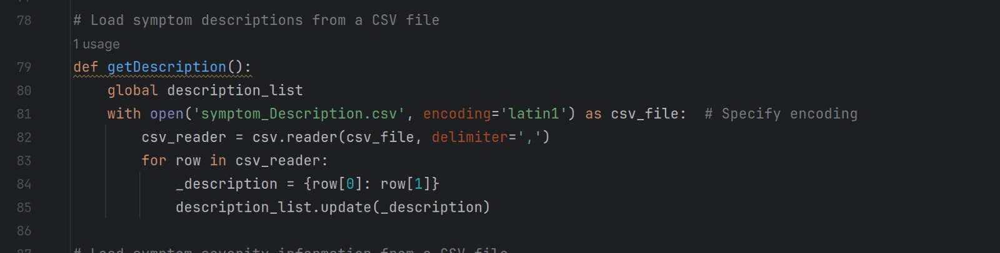 78 # Load symptom descriptions from a CSV file
1 usage
79 def getDescription():
80 global description_list
81 with open('symptom_Description.csv', encoding='latin1') as csv_file:  # Specify encoding
82 csv_reader = csv.reader(csv_file, delimiter=',')
83 for row in csv_reader:
84 _description = {row[0]: row[1]}
85 description_list.update(_description)
86
87 # Load symptom severity information from a CSV file